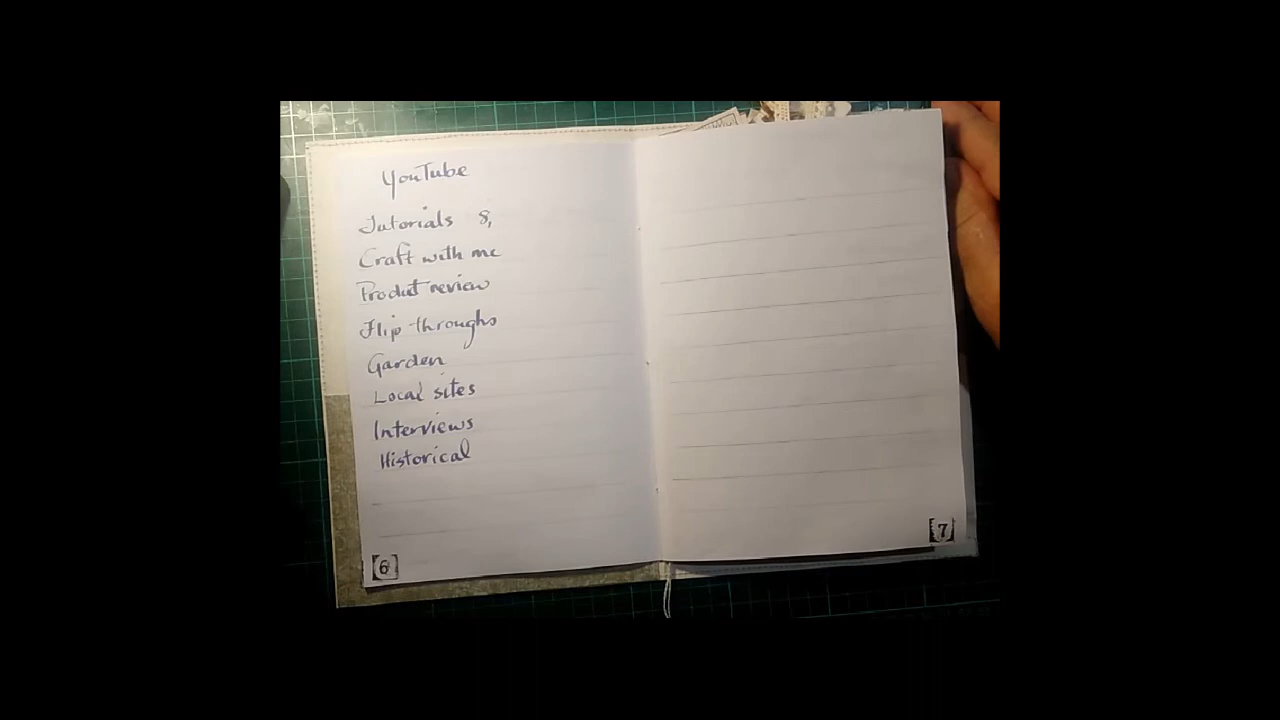 YouTube
Tutorials 8,
Craft with me
Product review
Flip-throughs
Garden
Local sites
Interviews
Historical
6
7